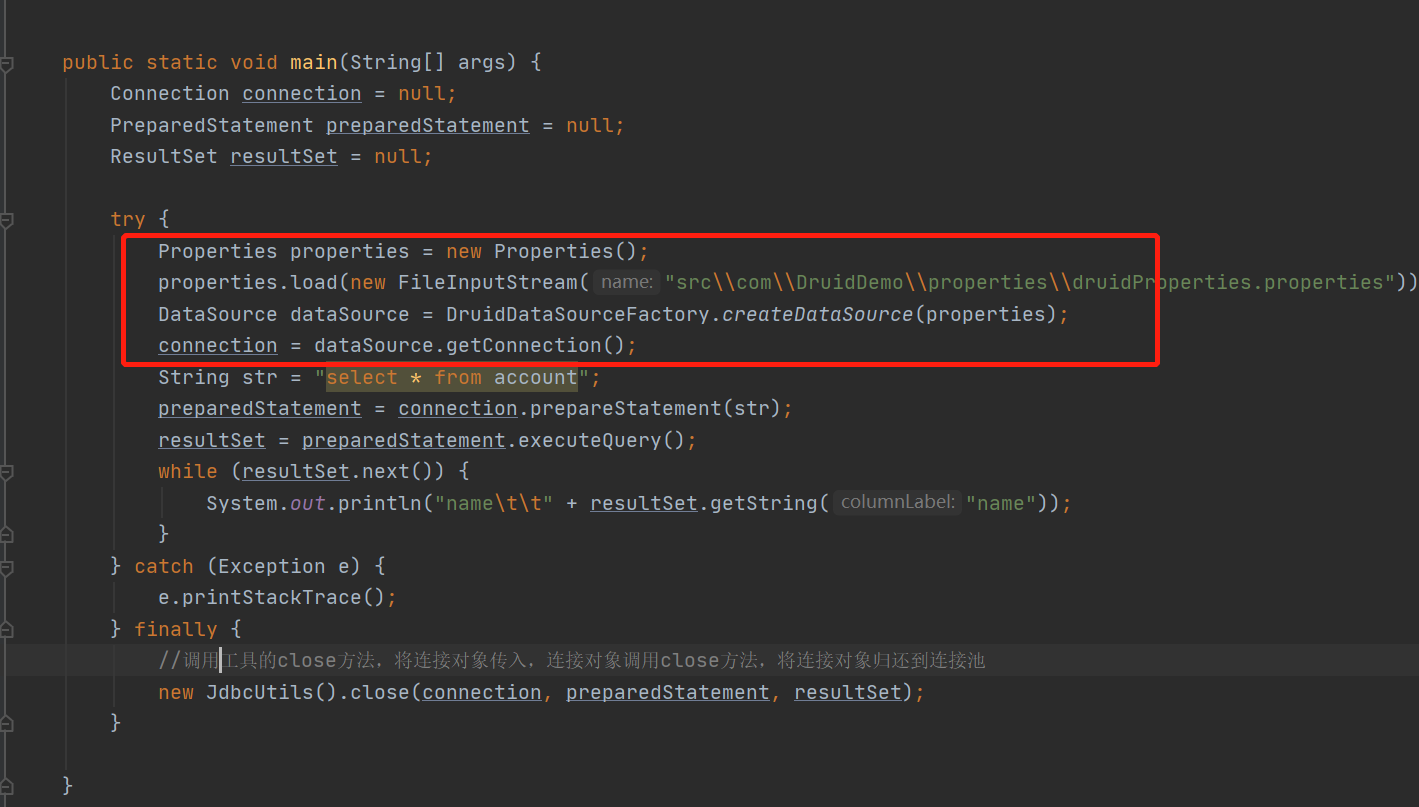 public static void main(String[] args) {
Connection connection = null;
PreparedStatement preparedStatement = null;
ResultSet resultSet = null;
try {
Properties properties = new Properties();
properties.load(new FileInputStream( name: "src\\com\\DruidDemo\\properties\\druidProperties.properties"))
DataSource dataSource = DruidDataSourceFactory.createDataSource(properties);
connection = dataSource.getConnection();
String str = "select * from account";
preparedStatement = connection.prepareStatement(str);
resultSet = preparedStatement.executeQuery();
while (resultSet.next()) {
System.out.println("name\t\t" + resultSet.getString( columnLabel: "name"));
}
} catch (Exception e) {
e.printStackTrace();
} finally {
//调用工具的close方法，将连接对象传入，连接对象调用close方法，将连接对象归还到连接池
new JdbcUtils().close(connection, preparedStatement, resultSet);
}
}